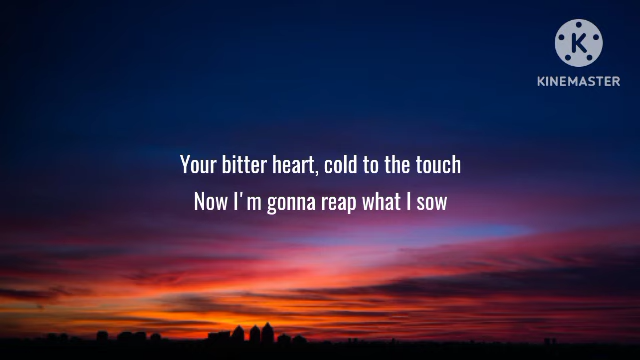 K
KINEMASTER
Your bitter heart, cold to the touch
Now I'm gonna reap what I sow